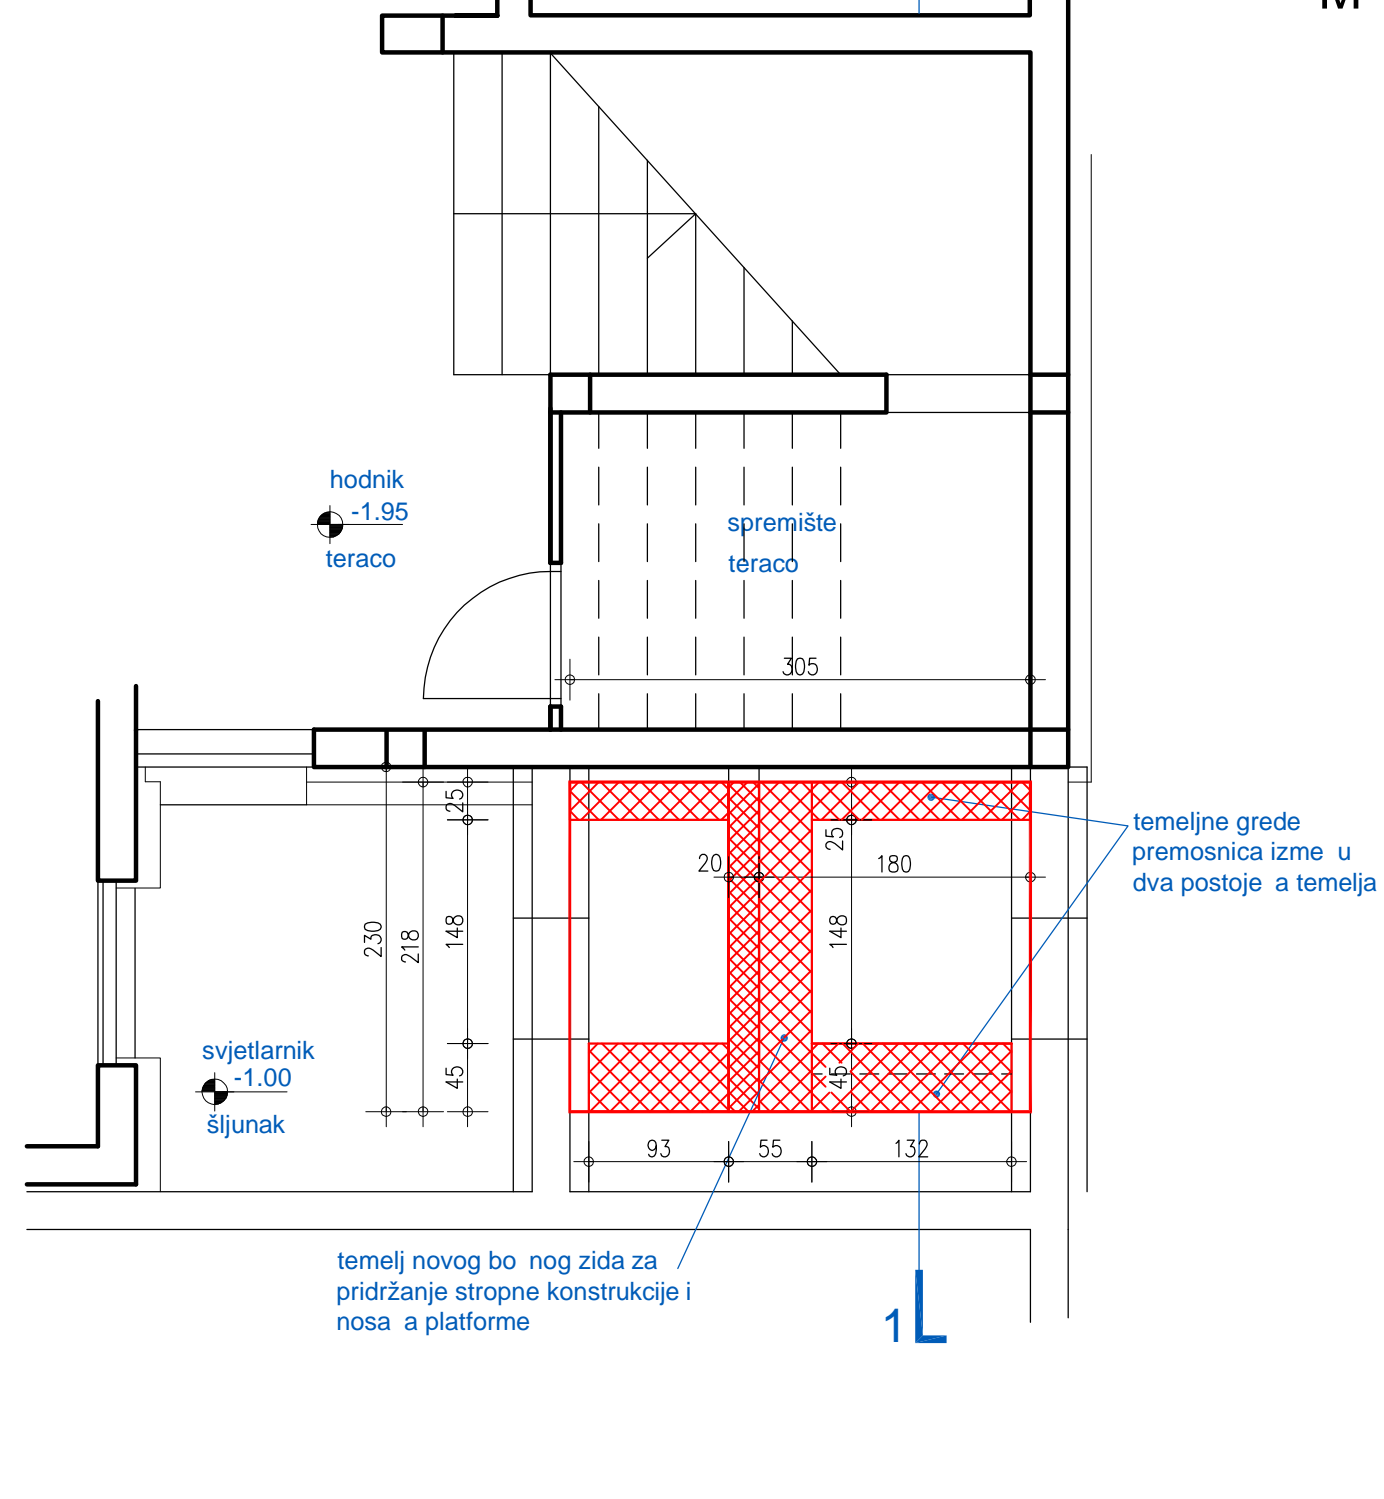 M
hodnik
-1.95
teraco
spremište
teraco
305
25
25
20
180
230
218
148
148
45
45
temeljne grede
premosnica izme u
dva postoje a temelja
svjetlarnik
-1.00
šljunak
93
55
132
temelj novog bo nog zida za
pridržanje stropne konstrukcije i
nosa a platforme
1